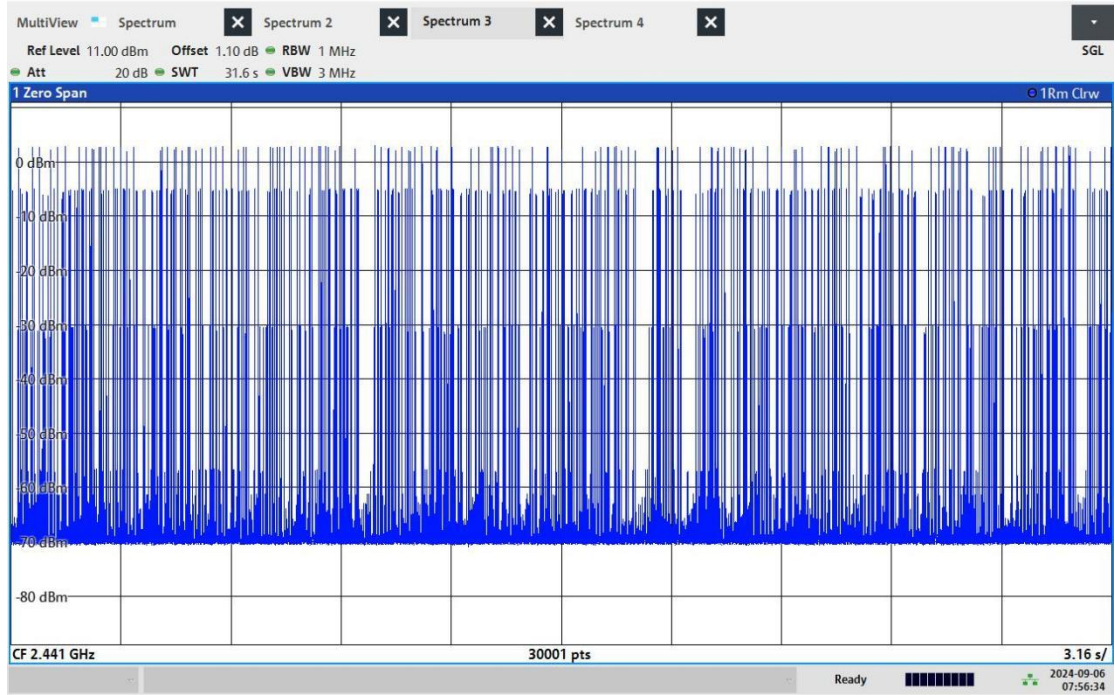 MultiView Spectrum Spectrum 2 Spectrum 3 Spectrum 4
Ref Level 11.00 dBm Offset 1.10 dB RBW 1 MHz SGL
Att 20 dB SWT 31.6 s VBW 3 MHz
1 Zero Span 1Rm Clrw
0 dBm
-10 dBm
-20 dBm
-30 dBm
-40 dBm
-50 dBm
-60 dBm
-70 dBm
-80 dBm
CF 2.441 GHz 30001 pts 3.16 s/
Ready 2024-09-06
07:56:34